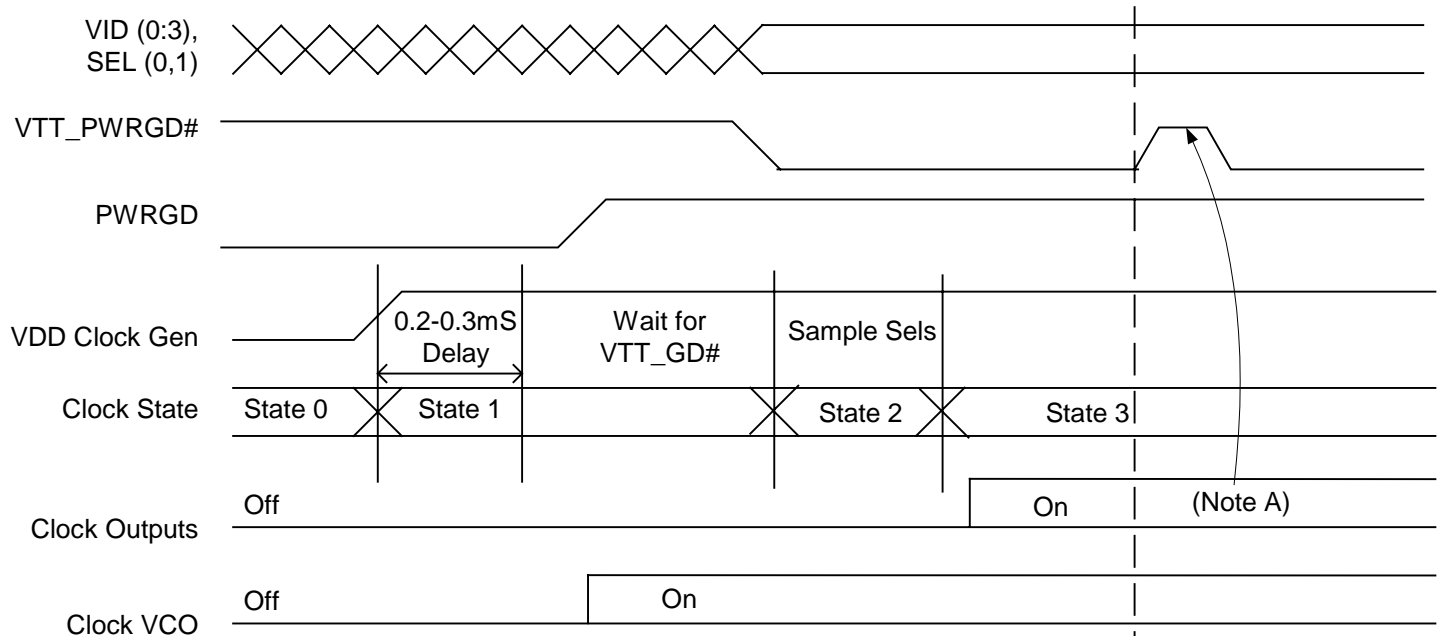 VID (0:3),
SEL (0,1)
VTT_PWRGD#
PWRGD
VDD Clock Gen
0.2-0.3mS
Delay
Wait for
VTT_GD#
Sample Sels
Clock State
State 0
State 1
State 2
State 3
Clock Outputs
Off
On
(Note A)
Clock VCO
Off
On